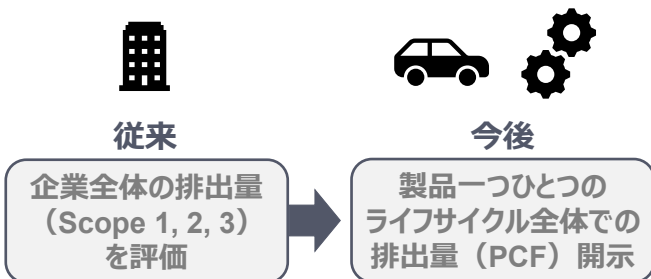 従来
企業全体の排出量
（Scope 1, 2, 3）
を評価
今後
製品一つひとつの
ライフサイクル全体での
排出量（PCF）開示